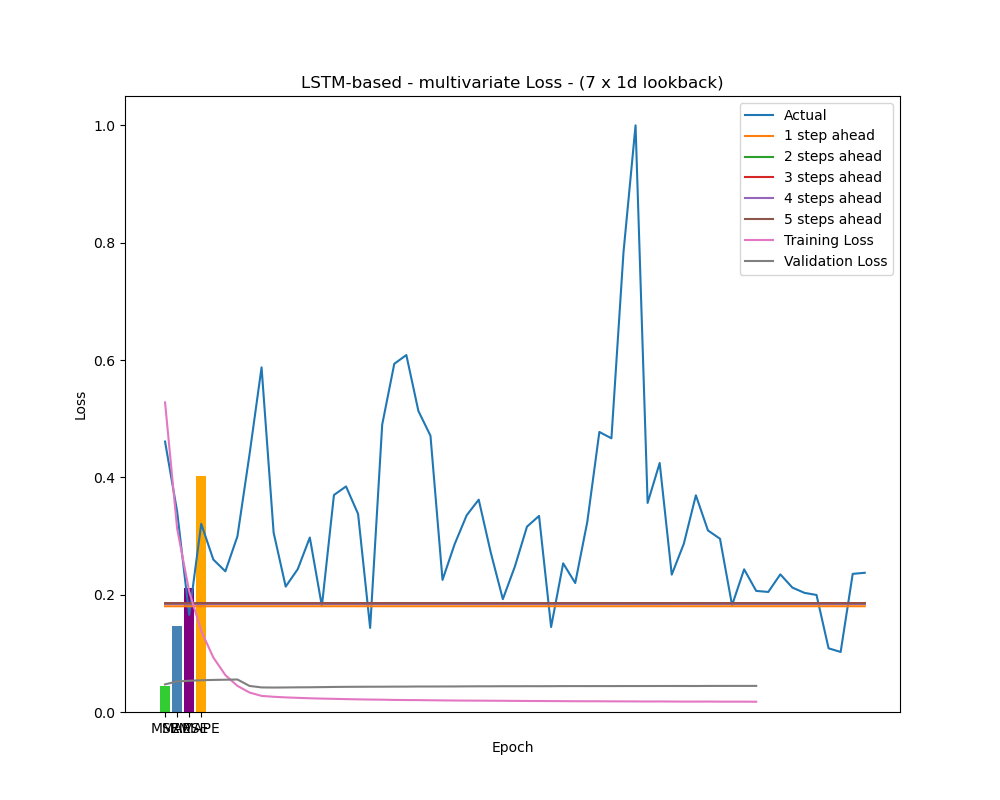 LSTM-based - multivariate Loss - (7 x 1d lookback)
Actual
1 step ahead
2 steps ahead
3 steps ahead
4 steps ahead
5 steps ahead
Training Loss
Validation Loss
1.0
0.8
0.6
0.4
0.2
0.0
Loss
Epoch